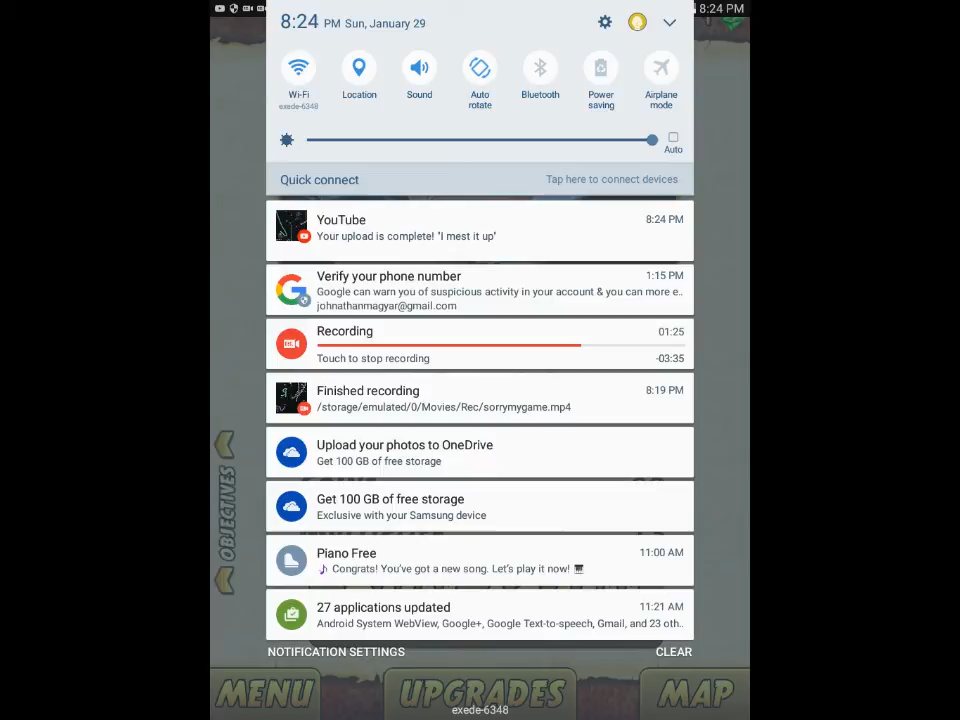 8:24 PM
8:24 PM Sun, January 29
Wi-Fi
exede-6348
Location
Sound
Auto
rotate
Bluetooth
Power
saving
Airplane
mode
Auto
Quick connect
Tap here to connect devices
YouTube 8:24 PM
Your upload is complete! "I mest it up"
Verify your phone number 1:15 PM
Google can warn you of suspicious activity in your account & you can more e..
johnathanmagyar@gmail.com
Recording 01:25
Touch to stop recording -03:35
Finished recording 8:19 PM
/storage/emulated/0/Movies/Rec/sorrymygame.mp4
Upload your photos to OneDrive
Get 100 GB of free storage
Get 100 GB of free storage
Exclusive with your Samsung device
Piano Free 11:00 AM
🎵 Congrats! You've got a new song. Let's play it now! 🎹
27 applications updated 11:21 AM
Android System WebView, Google+, Google Text-to-speech, Gmail, and 23 oth..
NOTIFICATION SETTINGS CLEAR
OBJECTIVES
MENU UPGRADES MAP
exede-6348